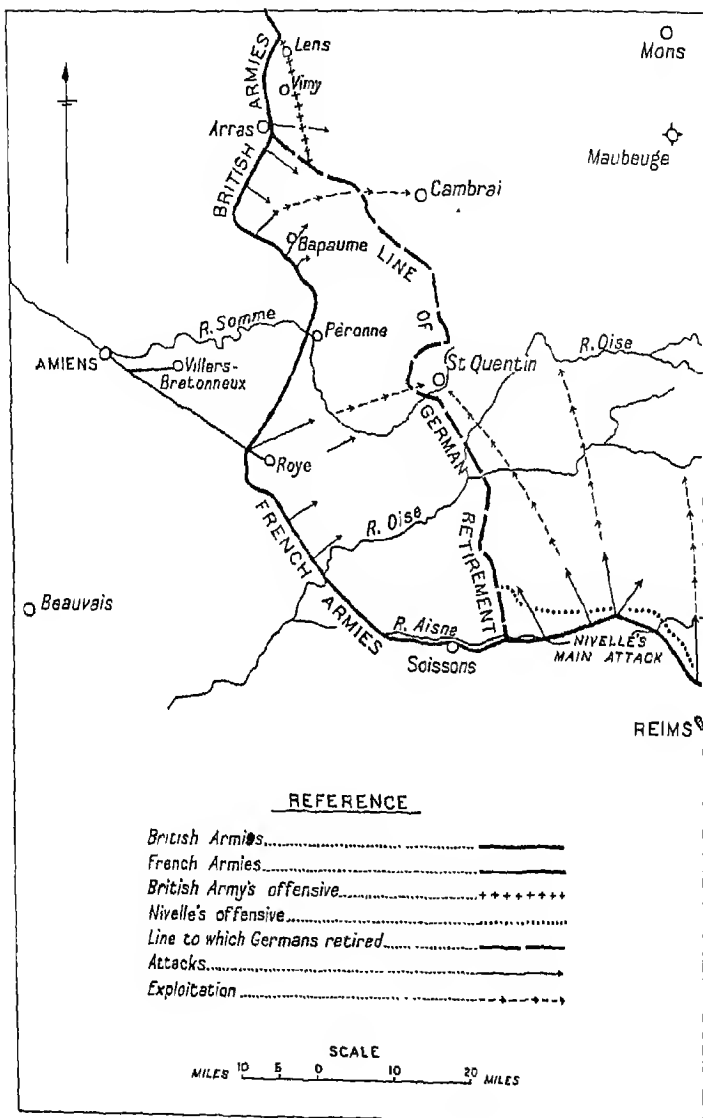 Lens
Mons
Vimy
Arras
Maubeuge
BRITISH ARMIES
Cambrai
Bapaume
LINE OF GERMAN RETIREMENT
R. Somme
Péronne
R. Oise
AMIENS
Villers-
Bretonneux
St Quentin
Roye
R. Oise
FRENCH ARMIES
Beauvais
R. Aisne
Soissons
NIVELLE'S
MAIN ATTACK
REIMS
REFERENCE
British Armies
French Armies
British Army's offensive
Nivelle's offensive
Line to which Germans retired
Attacks
Exploitation
SCALE
MILES 10 5 0 20 MILES